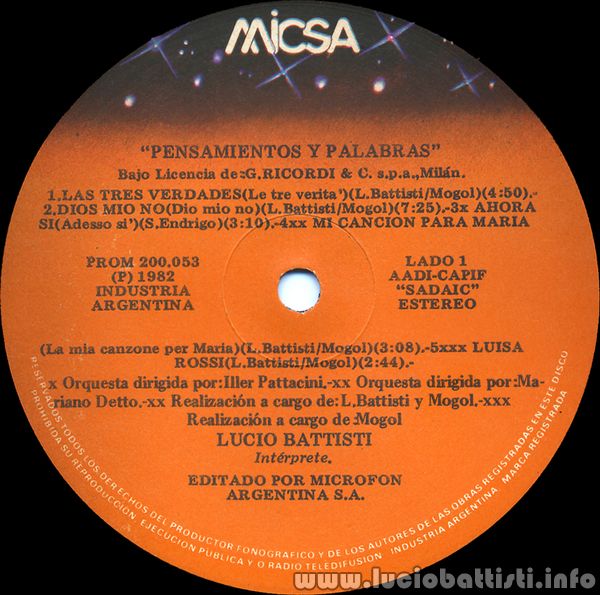 MICSA
"PENSAMIENTOS Y PALABRAS"
Bajo Licencia de:G.RICORDI & C. s.p.a.,Milán.
1.LAS TRES VERDADES(Le tre verita')(L.Battisti/Mogol)(4:50).-
2.DIOS MIO NO(Dio mio no)(L.Battisti/Mogol)(7:25).-3x AHORA
SI(Adesso si')(S.Endrigo)(3:10).-4xx MI CANCION PARA MARIA
PROM 200,053
(P) 1982
INDUSTRIA
ARGENTINA
LADO 1
AADI-CAPIF
"SADAIC"
ESTEREO
(La mia canzone per Maria)(L.Battisti/Mogol)(3:08).-5xxx LUISA
ROSSI(L.Battisti/Mogol)(2:44).-
x Orquesta dirigida por:Iller Pattacini.-xx Orquesta dirigida por:Ma-
riano Detto.-xx Realización a cargo de:L.Battisti y Mogol.-xxx
Realización a cargo de:Mogol
LUCIO BATTISTI
Intérprete.
EDITADO POR MICROFON
ARGENTINA S.A.
RESERVADOS TODOS LOS DERECHOS DEL PRODUCTOR FONOGRAFICO Y DE LOS AUTORES DE LAS OBRAS REGISTRADAS EN ESTE DISCO
PROHIBIDA SU REPRODUCCION, EJECUCION PUBLICA Y O RADIO TELEDIFUSION INDUSTRIA ARGENTINA MARCA REGISTRADA
www.luciobattisti.info